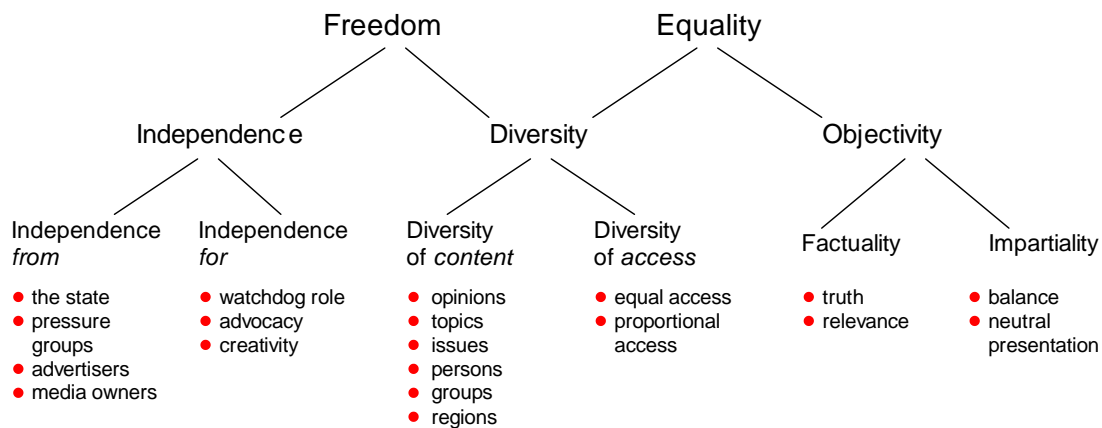 Freedom Equality
Independence Diversity Objectivity
Independence
from
● the state
● pressure
groups
● advertisers
● media owners
Independence
for
● watchdog role
● advocacy
● creativity
Diversity
of content
● opinions
● topics
● issues
● persons
● groups
● regions
Diversity
of access
● equal access
● proportional
access
Factuality
● truth
● relevance
Impartiality
● balance
● neutral
presentation